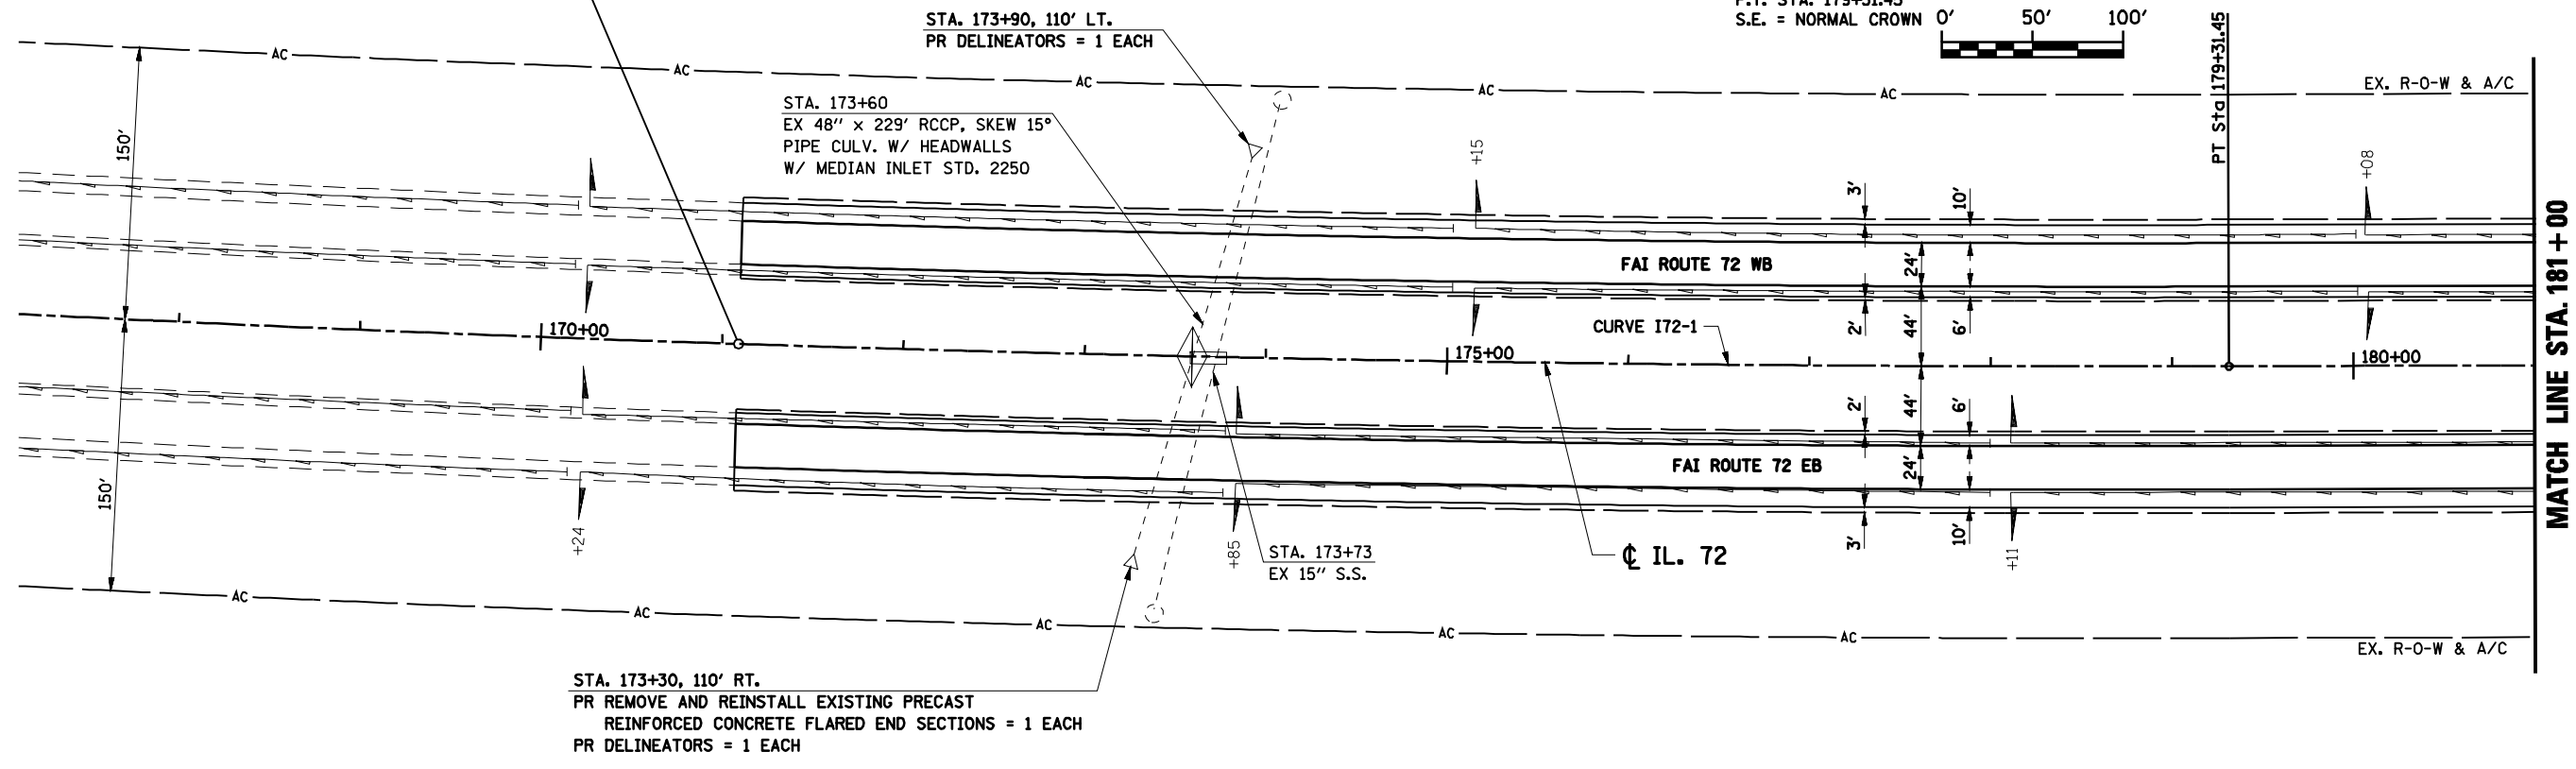 P.T. STA. 179+31.45
S.E. = NORMAL CROWN
0' 50' 100'
STA. 173+90, 110' LT.
PR DELINEATORS = 1 EACH
AC
AC
AC
AC
AC
EX. R-O-W & A/C
PT Sta 179+31.45
STA. 173+60
EX 48" x 229' RCCP, SKEW 15°
PIPE CULV. W/ HEADWALLS
W/ MEDIAN INLET STD. 2250
150'
+15
+08
3'
10'
FAI ROUTE 72 WB
24'
2'
44'
6'
CURVE I72-1
170+00
175+00
180+00
MATCH LINE STA. 181+00
2'
44'
6'
FAI ROUTE 72 EB
24'
150'
+24
+85
3'
10'
+11
STA. 173+73
EX 15" S.S.
℄ IL. 72
AC
AC
AC
AC
AC
EX. R-O-W & A/C
STA. 173+30, 110' RT.
PR REMOVE AND REINSTALL EXISTING PRECAST
REINFORCED CONCRETE FLARED END SECTIONS = 1 EACH
PR DELINEATORS = 1 EACH